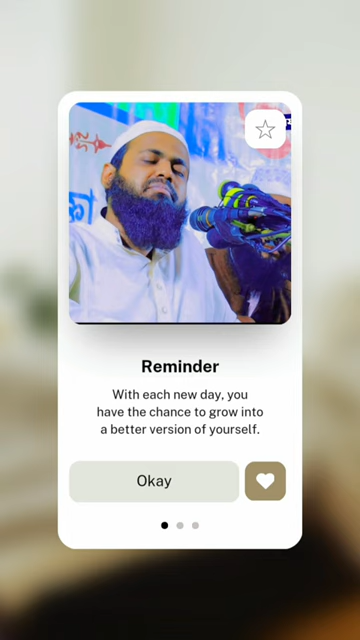 Reminder
With each new day, you
have the chance to grow into
a better version of yourself.
Okay